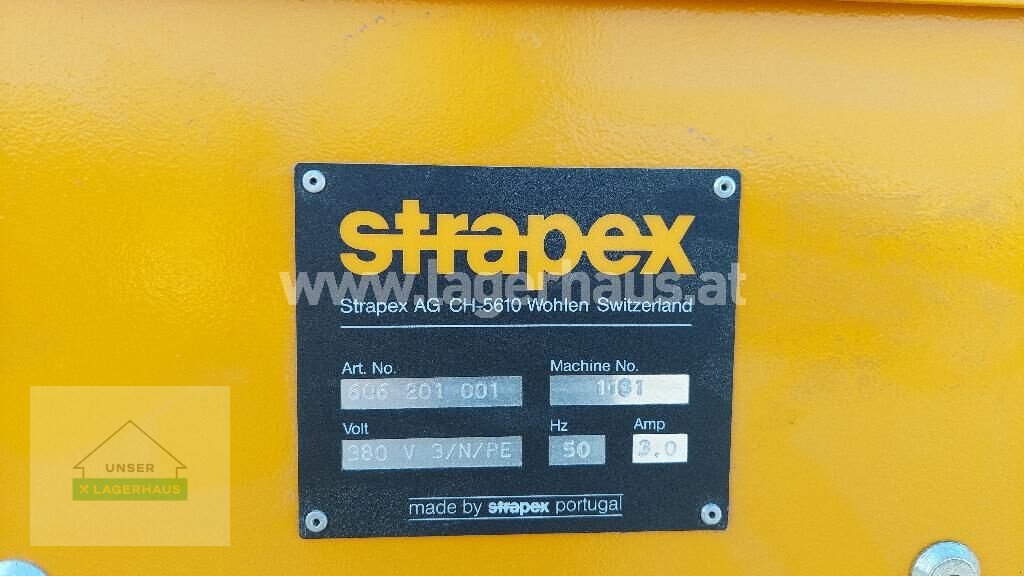 strapex
www.lagerhaus.at
Strapex AG CH-5610 Wohlen Switzerland
Art. No. Machine No.
606 201 001
Volt Hz Amp
380 V 3/N/PE 50 3.0
made by strapex portugal
UNSER
X LAGERHAUS